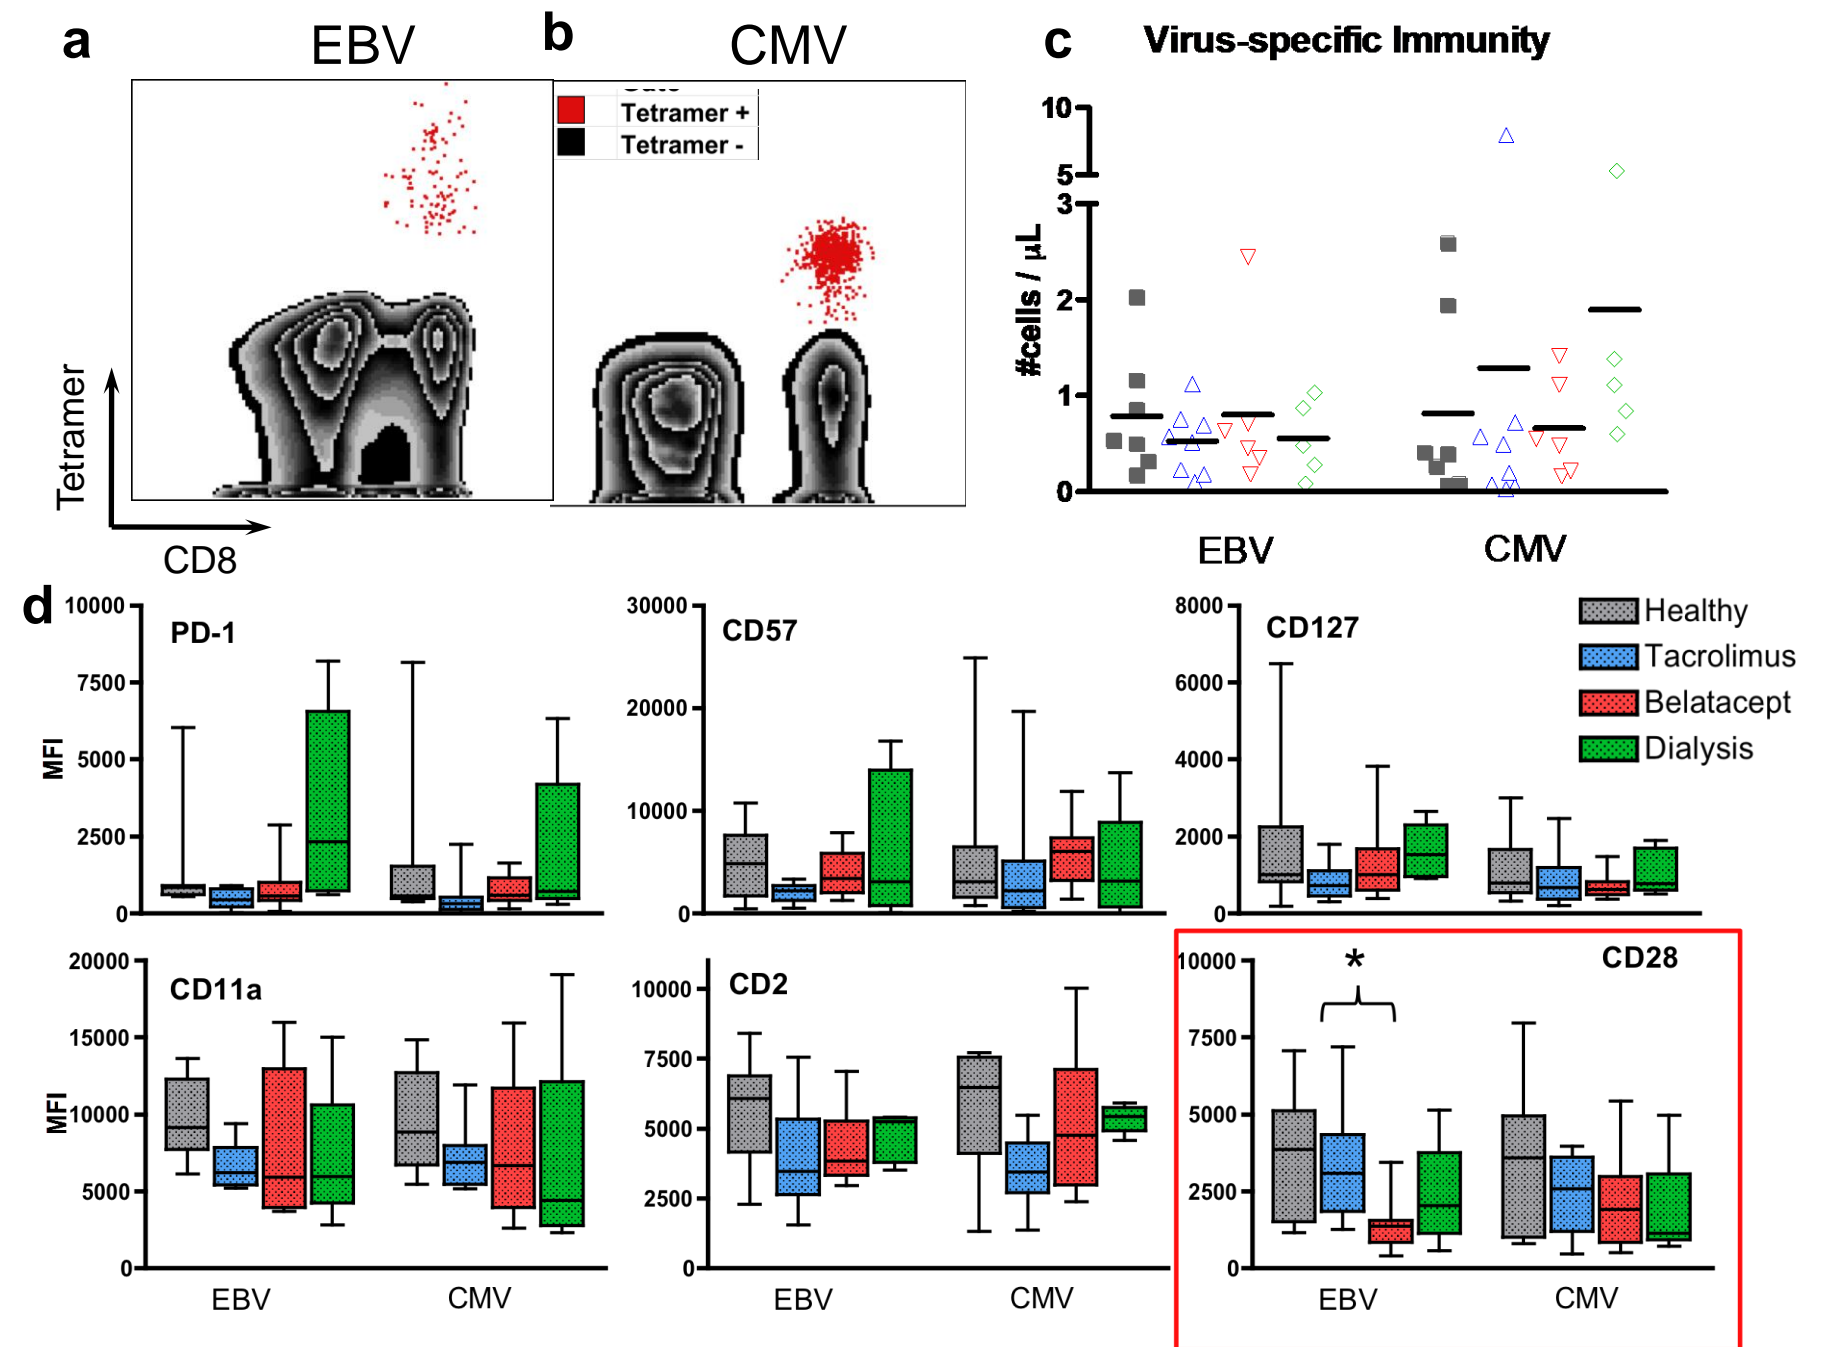 a
EBV
b
CMV
Tetramer +
Tetramer -
Tetramer
CD8
c
Virus-specific Immunity
10
5
3
2
1
0
#cells / μL
EBV
CMV
d
10000
7500
5000
2500
0
MFI
PD-1
30000
20000
10000
0
CD57
8000
6000
4000
2000
0
CD127
Healthy
Tacrolimus
Belatacept
Dialysis
20000
15000
10000
5000
0
MFI
CD11a
EBV
CMV
10000
7500
5000
2500
0
CD2
EBV
CMV
10000
7500
5000
2500
0
*
CD28
EBV
CMV